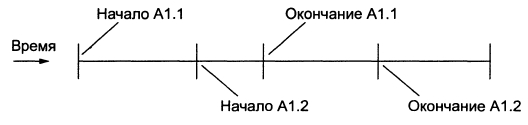 Начало А1.1
Окончание А1.1
Время
Начало А1.2
Окончание А1.2